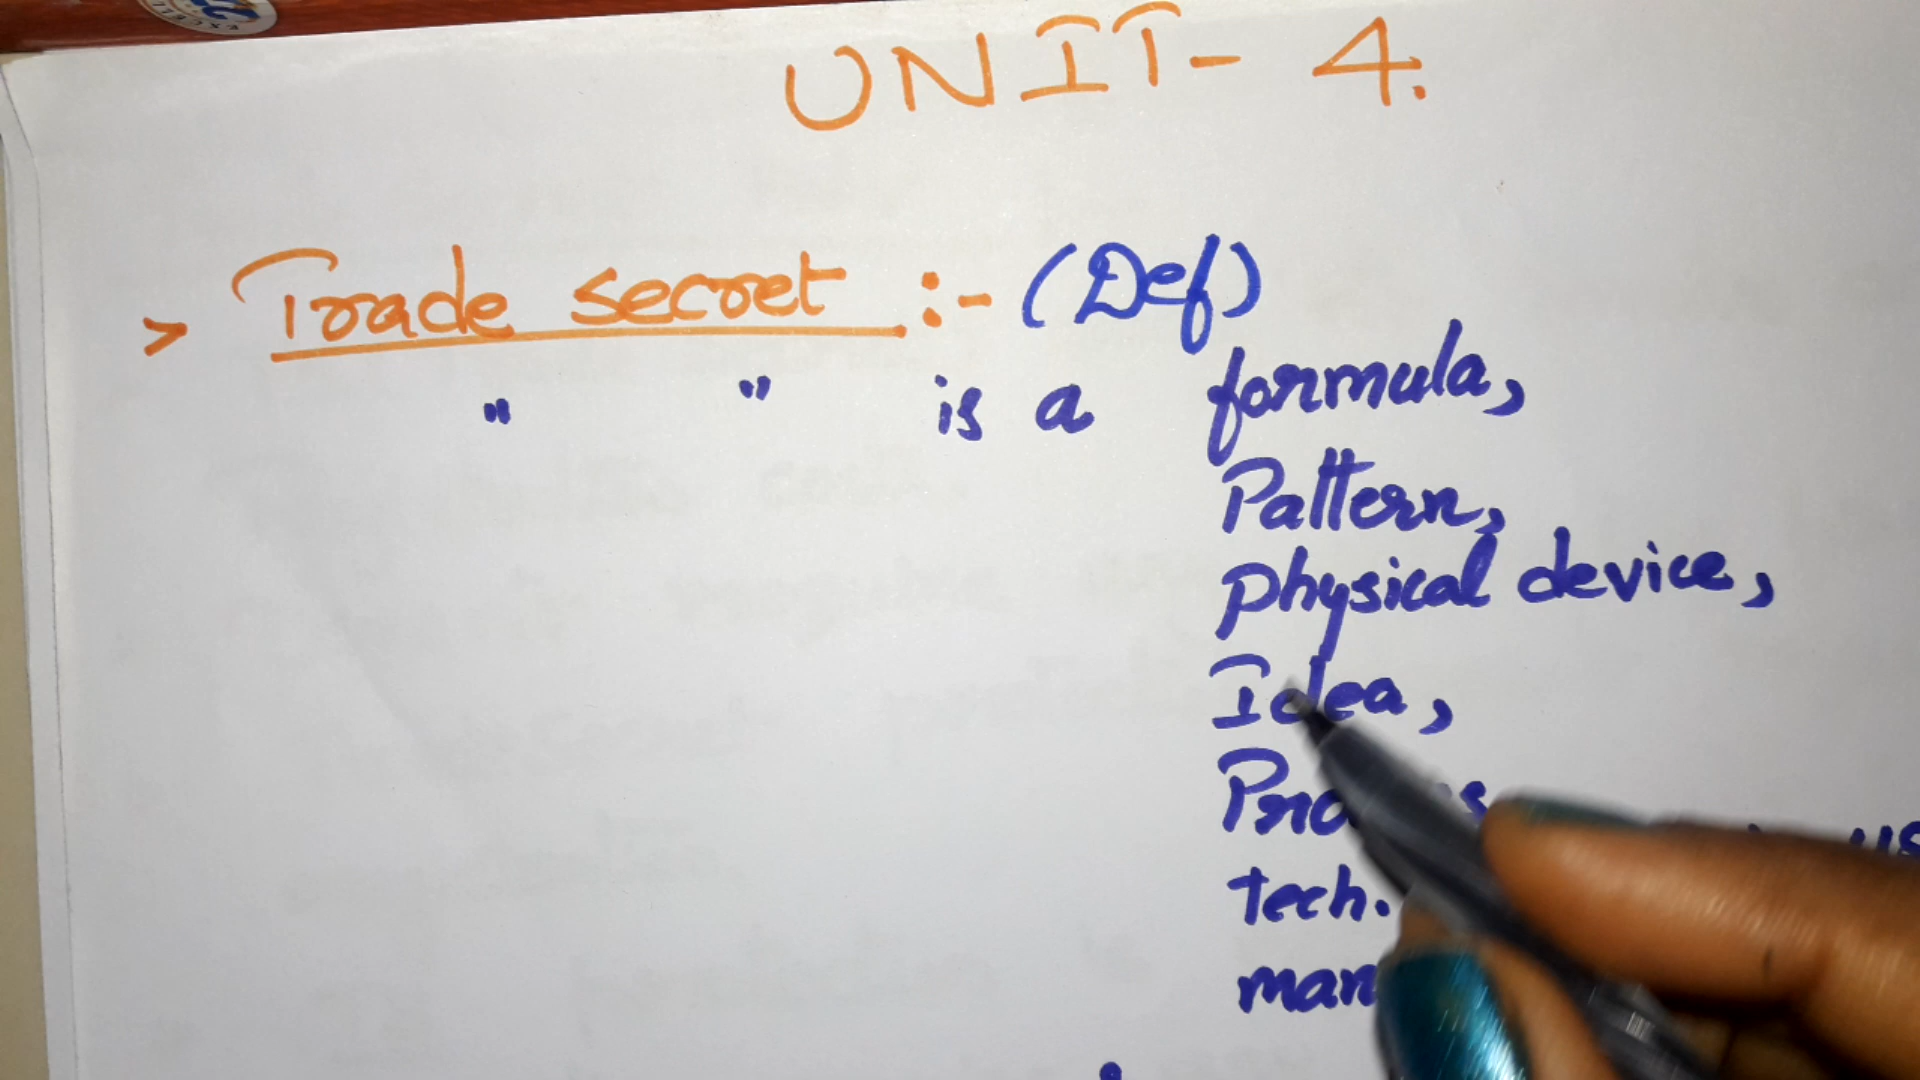 UNIT- 4.
> Trade secret :- (Def)
" " is a formula,
Pattern,
Physical device,
Idea,
tech.